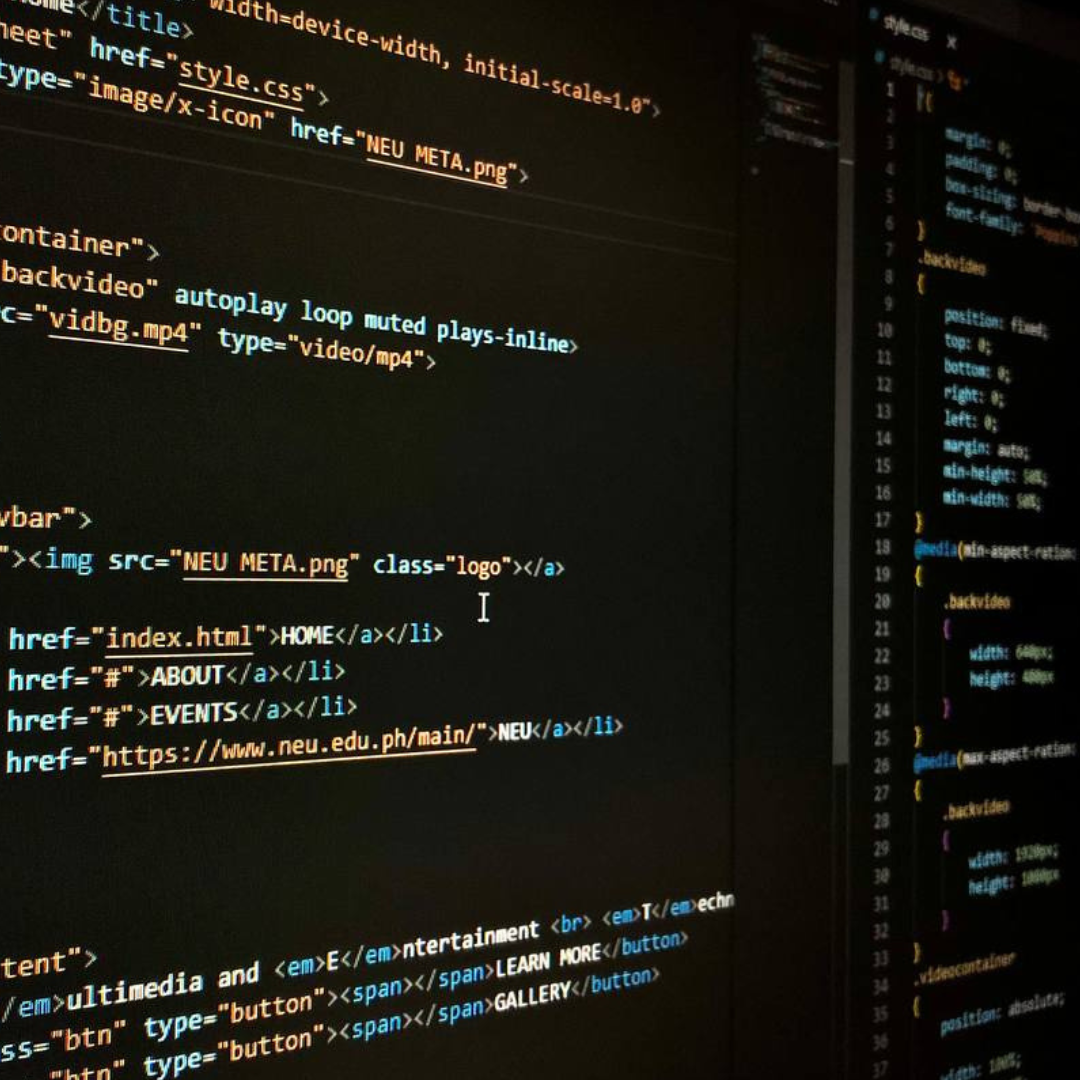 ome</title>
width=device-width, initial-scale=1.0">
heet" href="style.css">
type="image/x-icon" href="NEU META.png">
container">
backvideo" autoplay loop muted plays-inline>
c="vidbg.mp4" type="video/mp4">
vbar">
"><img src="NEU META.png" class="logo"></a>
href="index.html">HOME</a></li>
href="#">ABOUT</a></li>
href="#">EVENTS</a></li>
href="https://www.neu.edu.ph/main/">NEU</a></li>
tent">
/em>ultimedia and <em>E</em>ntertainment <br> <em>T</em>echn
ss="btn" type="button"><span></span>LEARN MORE</button>
"btn" type="button"><span></span>GALLERY</button>
style.css X
style.css >
1 *{
2
3 margin: 0;
4 padding: 0;
5 box-sizing: border-bo
6 font-family: 'Poppins
7 }
8 .backvideo
9 {
10 position: fixed;
11 top: 0;
12 bottom: 0;
13 right: 0;
14 left: 0;
15 margin: auto;
16 min-height: 50%;
17 min-width: 50%;
18 }
19 @media(min-aspect-ration:
20 {
21 .backvideo
22 {
23 width: 640px;
24 height: 480px
25 }
26 }
27 @media(max-aspect-ration:
28 {
29 .backvideo
30 {
31 width: 1920px;
32 height: 1080px
33 }
34 }
35 .videocontainer
36 {
37 position: absolute;
width: 100%;